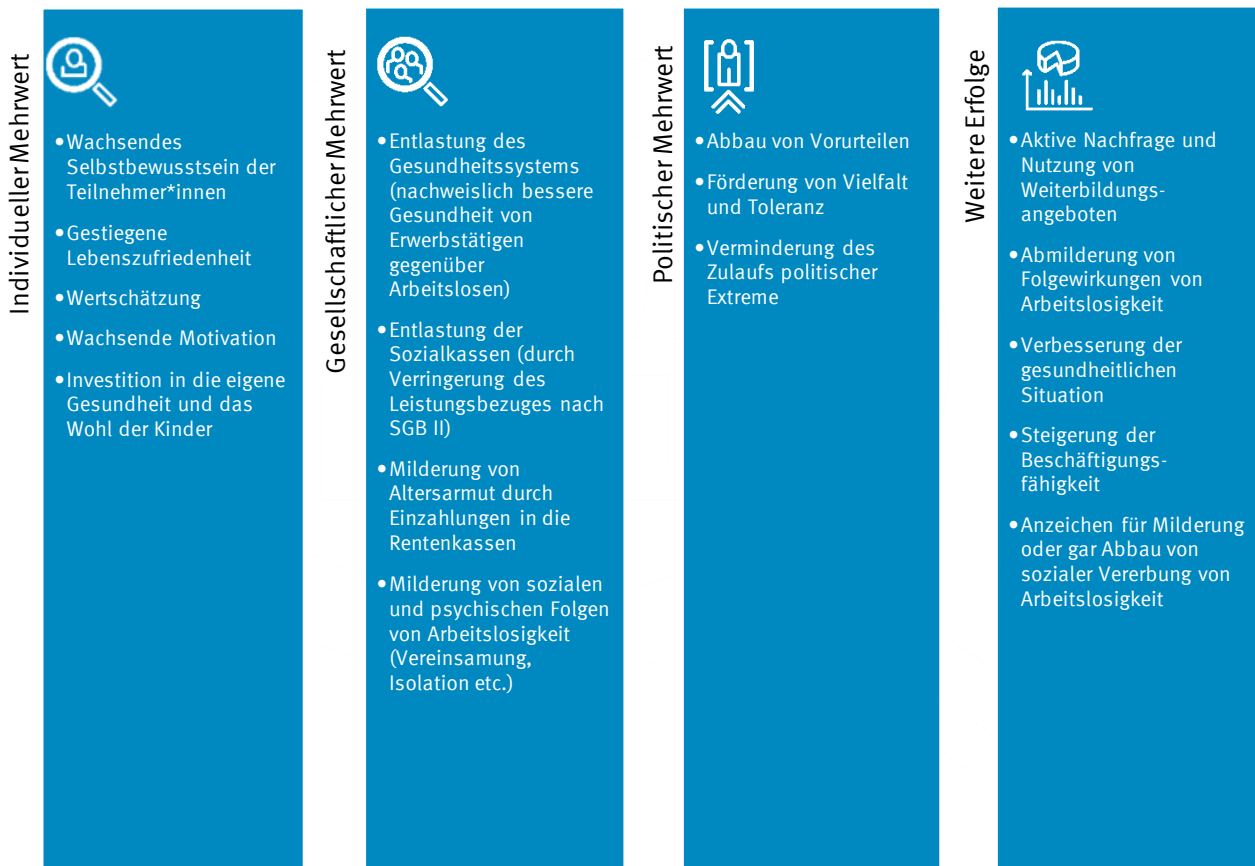 Individueller Mehrwert
•Wachsendes
Selbstbewusstsein der
Teilnehmer*innen
•Gestiegene
Lebenszufriedenheit
•Wertschätzung
•Wachsende Motivation
•Investition in die eigene
Gesundheit und das
Wohl der Kinder
Gesellschaftlicher Mehrwert
•Entlastung des
Gesundheitssystems
(nachweislich bessere
Gesundheit von
Erwerbstätigen
gegenüber
Arbeitslosen)
•Entlastung der
Sozialkassen (durch
Verringerung des
Leistungsbezuges nach
SGB II)
•Milderung von
Altersarmut durch
Einzahlungen in die
Rentenkassen
•Milderung von sozialen
und psychischen Folgen
von Arbeitslosigkeit
(Vereinsamung,
Isolation etc.)
Politischer Mehrwert
•Abbau von Vorurteilen
•Förderung von Vielfalt
und Toleranz
•Verminderung des
Zulaufs politischer
Extreme
Weitere Erfolge
•Aktive Nachfrage und
Nutzung von
Weiterbildungs-
angeboten
•Abmilderung von
Folgewirkungen von
Arbeitslosigkeit
•Verbesserung der
gesundheitlichen
Situation
•Steigerung der
Beschäftigungs-
fähigkeit
•Anzeichen für Milderung
oder gar Abbau von
sozialer Vererbung von
Arbeitslosigkeit